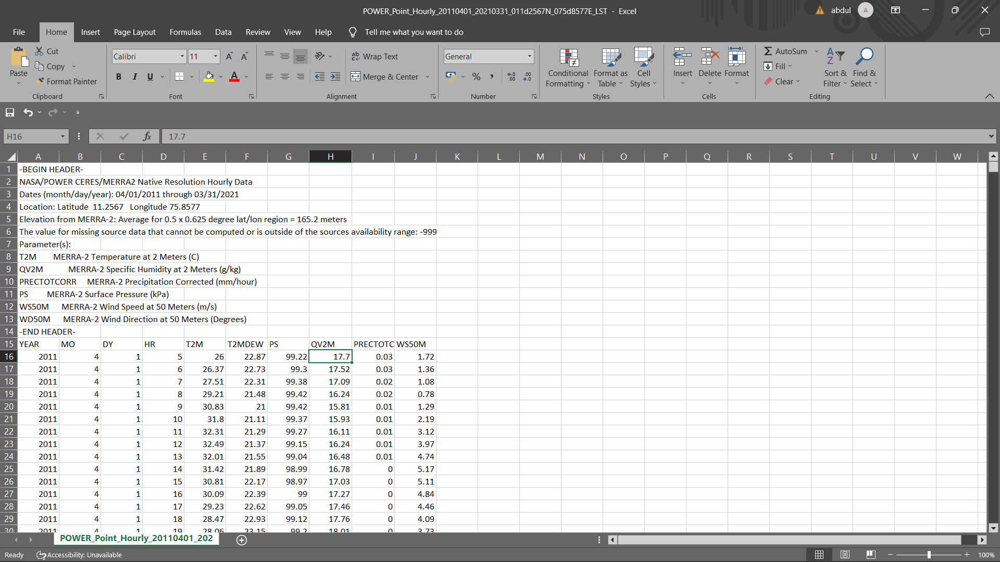 POWER_Point_Hourly_20110401_20210331_011d2567N_075d8577E_LST - Excel
abdul A
File Home Insert Page Layout Formulas Data Review View Help Tell me what you want to do
Paste Cut Copy Format Painter Clipboard
Calibri 11 B I U A Font
Wrap Text Merge & Center Alignment
General % , Number
Conditional Formatting Format as Table Cell Styles Styles
Insert Delete Format Cells
AutoSum Fill Clear Sort & Filter Find & Select Editing
H16 fx 17.7
A B C D E F G H I J K L M N O P Q R S T U V W
1 -BEGIN HEADER-
2 NASA/POWER CERES/MERRA2 Native Resolution Hourly Data
3 Dates (month/day/year): 04/01/2011 through 03/31/2021
4 Location: Latitude 11.2567 Longitude 75.8577
5 Elevation from MERRA-2: Average for 0.5 x 0.625 degree lat/lon region = 165.2 meters
6 The value for missing source data that cannot be computed or is outside of the sources availability range: -999
7 Parameter(s):
8 T2M MERRA-2 Temperature at 2 Meters (C)
9 QV2M MERRA-2 Specific Humidity at 2 Meters (g/kg)
10 PRECTOTCORR MERRA-2 Precipitation Corrected (mm/hour)
11 PS MERRA-2 Surface Pressure (kPa)
12 WS50M MERRA-2 Wind Speed at 50 Meters (m/s)
13 WD50M MERRA-2 Wind Direction at 50 Meters (Degrees)
14 -END HEADER-
15 YEAR MO DY HR T2M T2MDEW PS QV2M PRECTOTC WS50M
16 2011 4 1 5 26 22.87 99.22 17.7 0.03 1.72
17 2011 4 1 6 26.37 22.73 99.3 17.52 0.03 1.36
18 2011 4 1 7 27.51 22.31 99.38 17.09 0.02 1.08
19 2011 4 1 8 29.21 21.48 99.42 16.24 0.02 0.78
20 2011 4 1 9 30.83 21 99.42 15.81 0.01 1.29
21 2011 4 1 10 31.8 21.11 99.37 15.93 0.01 2.19
22 2011 4 1 11 32.31 21.29 99.27 16.11 0.01 3.12
23 2011 4 1 12 32.49 21.37 99.15 16.24 0.01 3.97
24 2011 4 1 13 32.01 21.55 99.04 16.48 0.01 4.74
25 2011 4 1 14 31.42 21.89 98.99 16.78 0 5.17
26 2011 4 1 15 30.81 22.17 98.97 17.03 0 5.11
27 2011 4 1 16 30.09 22.39 99 17.27 0 4.84
28 2011 4 1 17 29.23 22.62 99.05 17.46 0 4.46
29 2011 4 1 18 28.47 22.93 99.12 17.76 0 4.09
30 2011 4 1 19 28.06 23.15 99.2 18.01 0 3.73
POWER_Point_Hourly_20110401_202
Ready Accessibility: Unavailable 100%